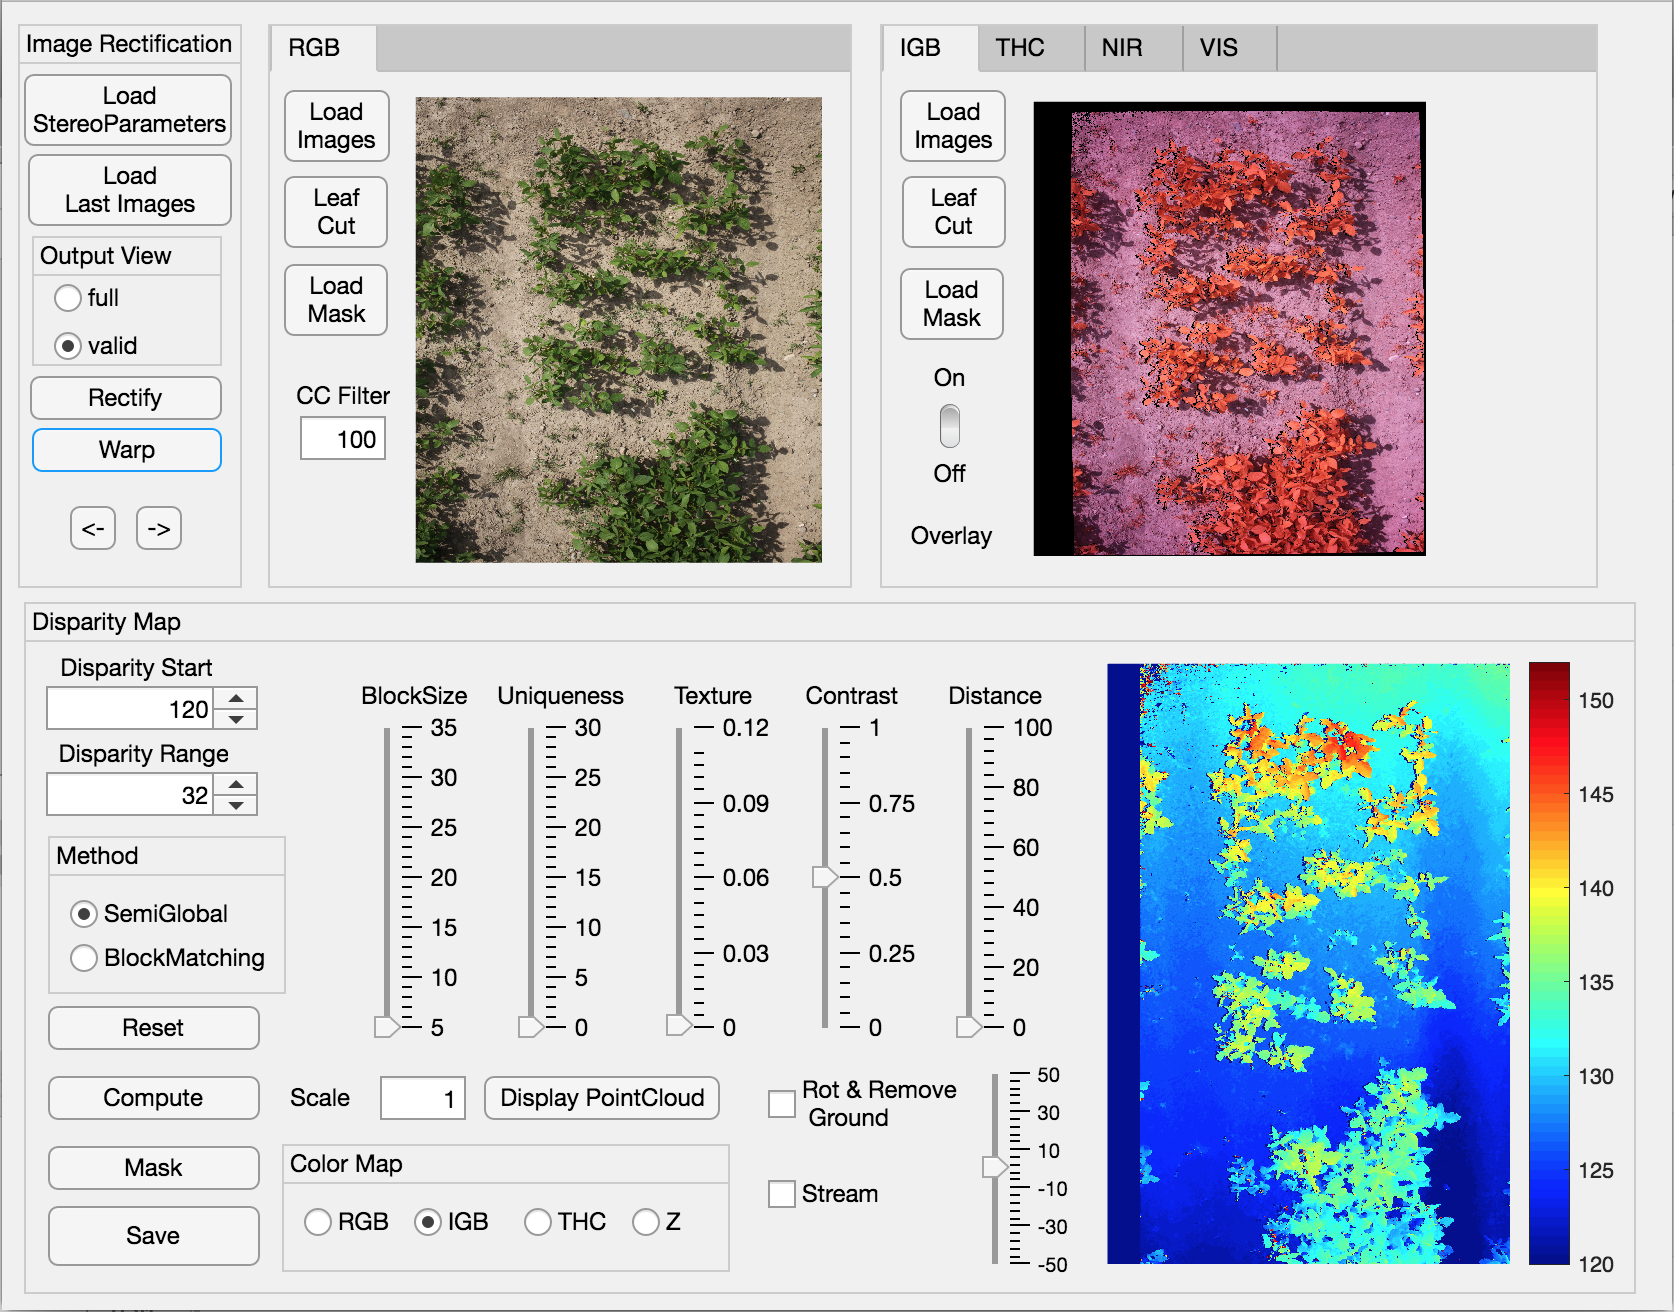 Image Rectification
Load
StereoParameters
Load
Last Images
Output View
full
valid
Rectify
Warp
<-
->
RGB
Load
Images
Leaf
Cut
Load
Mask
CC Filter
100
IGB
THC
NIR
VIS
Load
Images
Leaf
Cut
Load
Mask
On
Off
Overlay
Disparity Map
Disparity Start
120
Disparity Range
32
Method
SemiGlobal
BlockMatching
Reset
Compute
Mask
Save
BlockSize
35
30
25
20
15
10
5
Uniqueness
30
25
20
15
10
5
0
Texture
0.12
0.09
0.06
0.03
0
Contrast
1
0.75
0.5
0.25
0
Distance
100
80
60
40
20
0
Scale
1
Display PointCloud
Color Map
RGB
IGB
THC
Z
Rot & Remove
Ground
Stream
50
30
10
-10
-30
-50
150
145
140
135
130
125
120